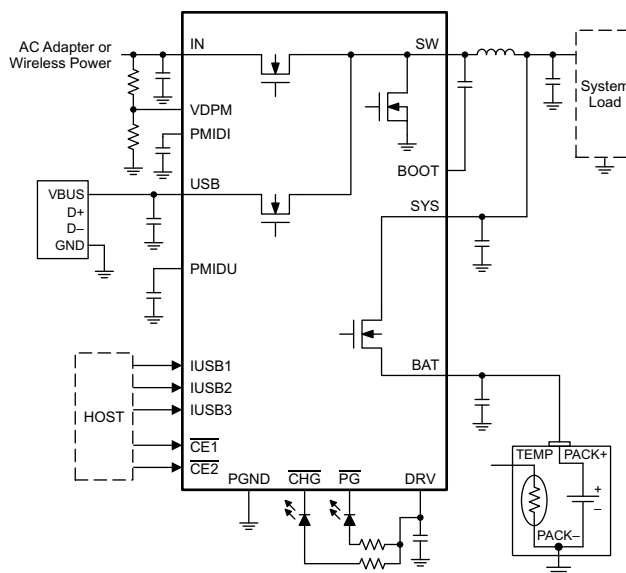 AC Adapter or
Wireless Power
IN
SW
System
Load
VDPM
PMIDI
BOOT
USB
VBUS
D+
D–
GND
SYS
PMIDU
BAT
HOST
IUSB1
IUSB2
IUSB3
CE1
CE2
PGND
CHG
PG
DRV
TEMP
PACK+
+
–
PACK–